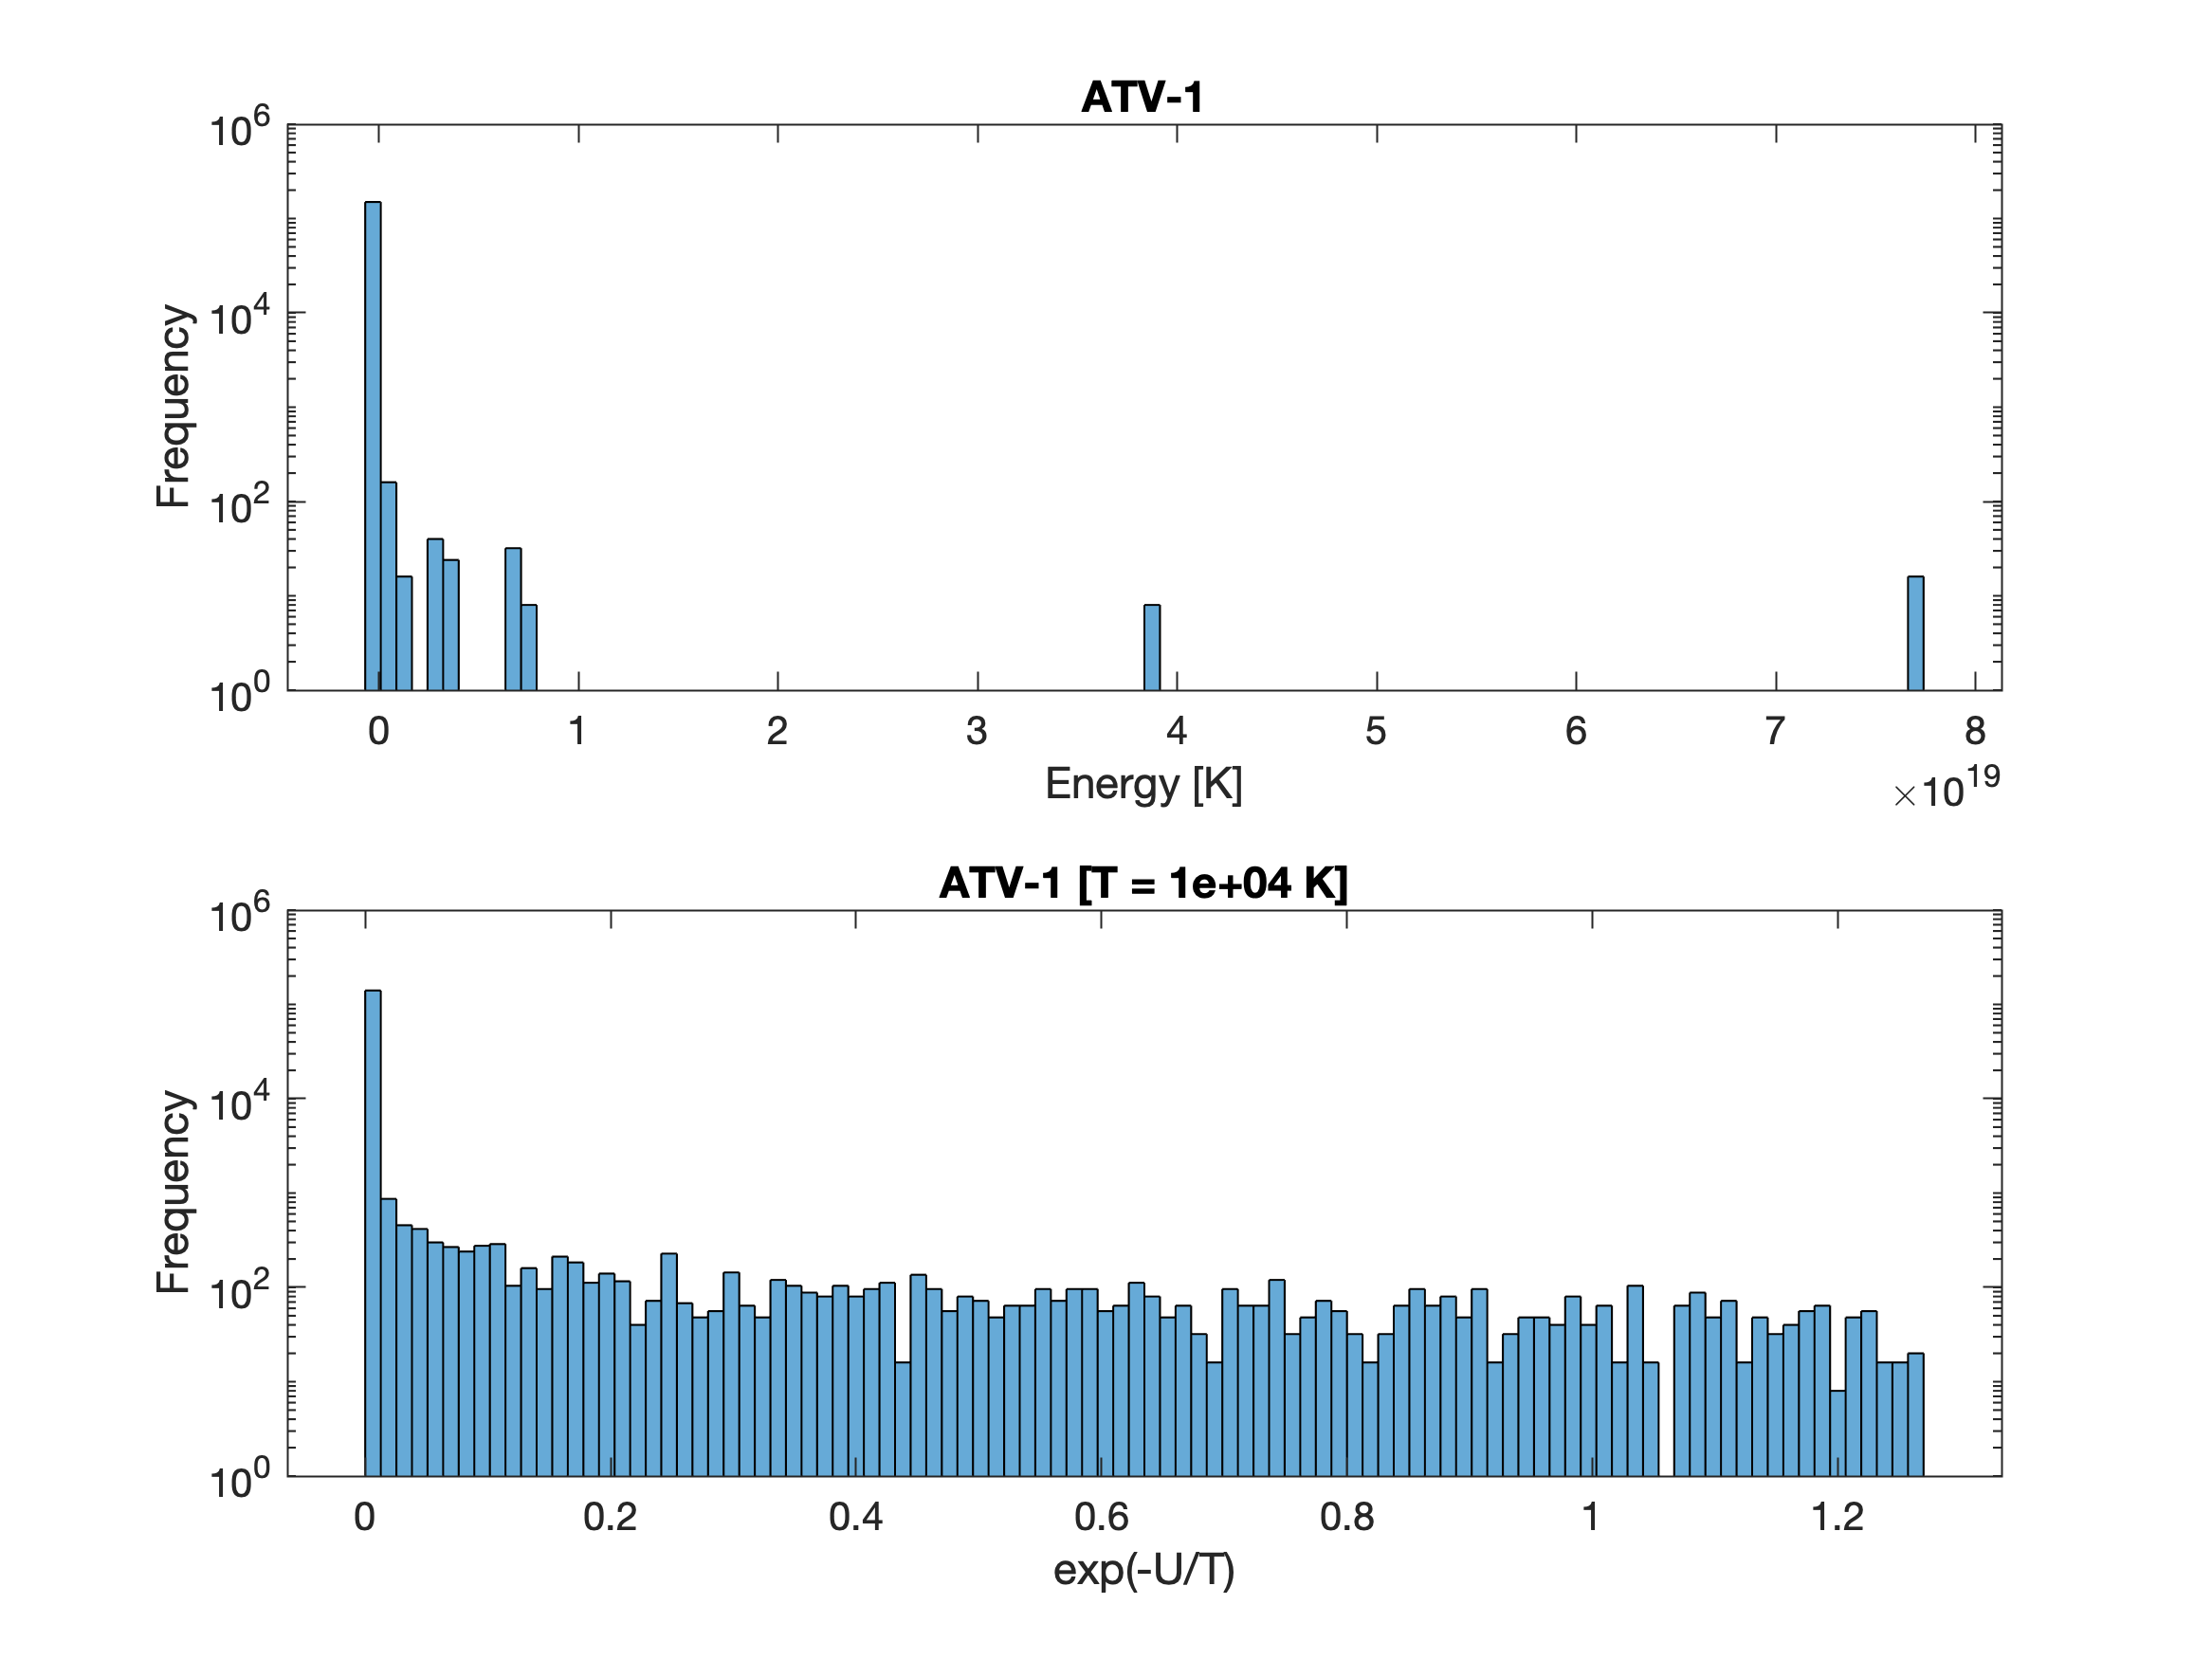 ATV-1
10^6
10^4
10^2
10^0
Frequency
0 1 2 3 4 5 6 7 8
Energy [K]
×10^19
ATV-1 [T = 1e+04 K]
10^6
10^4
10^2
10^0
Frequency
0 0.2 0.4 0.6 0.8 1 1.2
exp(-U/T)